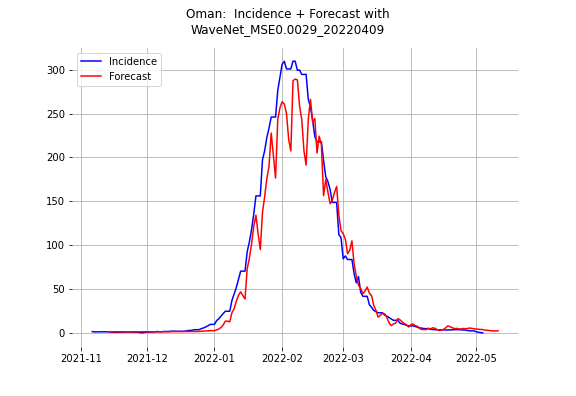 Oman:  Incidence + Forecast with
WaveNet_MSE0.0029_20220409
Incidence
Forecast
300
250
200
150
100
50
0
2021-11 2021-12 2022-01 2022-02 2022-03 2022-04 2022-05